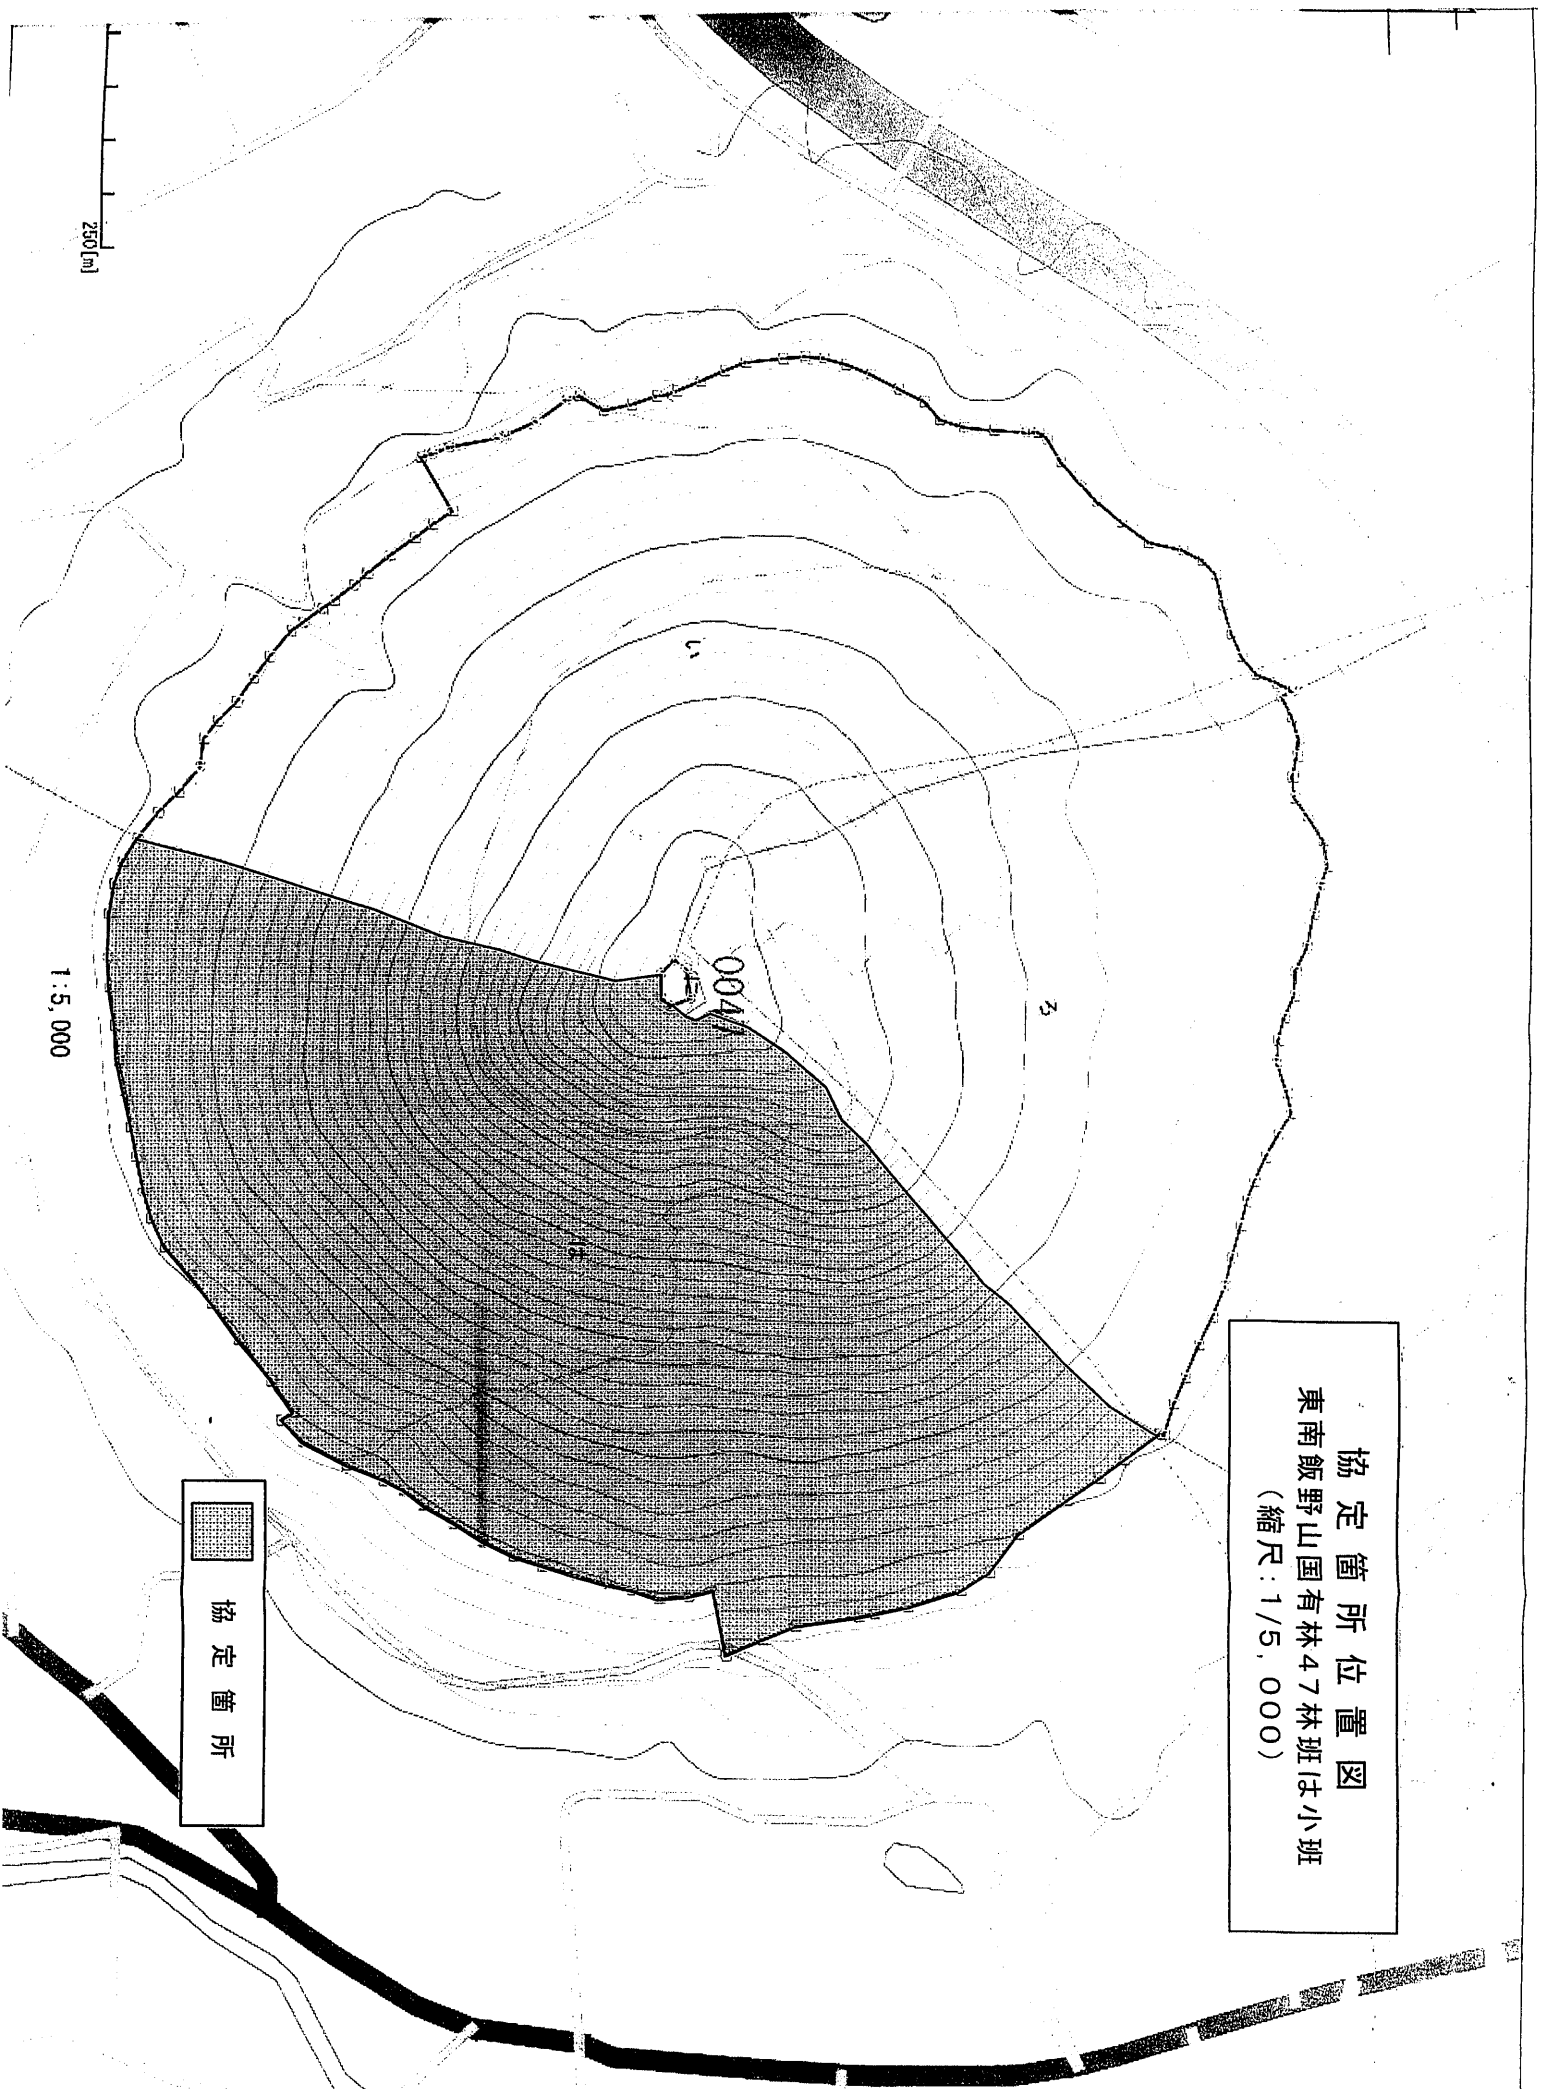 協定箇所位置図
東南飯野山国有林47林班は小班
(縮尺:1/5,000)
い
0047
ろ
は
協定箇所
250[m]
1:5,000